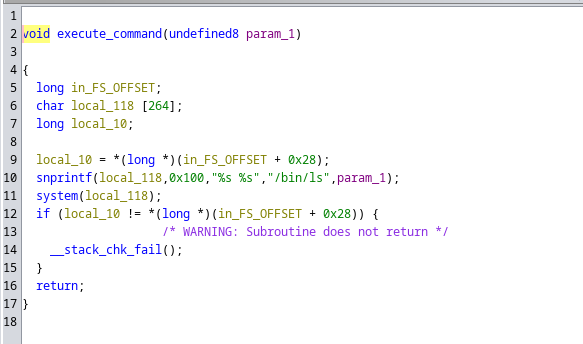 1
2 void execute_command(undefined8 param_1)
3
4 {
5   long in_FS_OFFSET;
6   char local_118 [264];
7   long local_10;
8
9   local_10 = *(long *)(in_FS_OFFSET + 0x28);
10   snprintf(local_118,0x100,"%s %s","/bin/ls",param_1);
11   system(local_118);
12   if (local_10 != *(long *)(in_FS_OFFSET + 0x28)) {
13                     /* WARNING: Subroutine does not return */
14     __stack_chk_fail();
15   }
16   return;
17 }
18